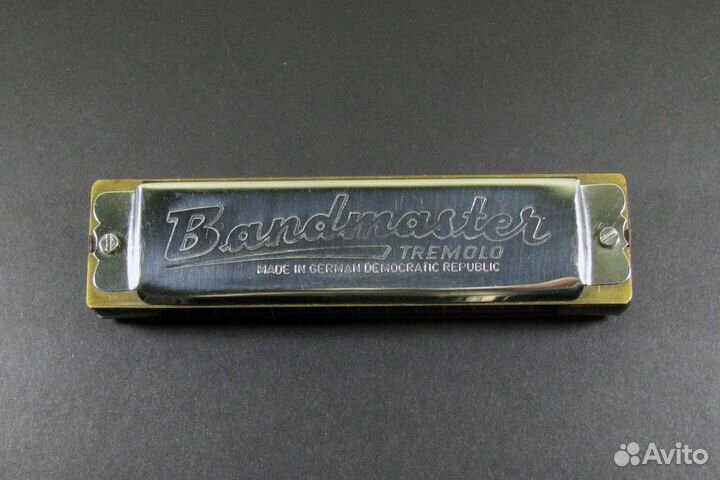 Bandmaster
TREMOLO
MADE IN GERMAN DEMOCRATIC REPUBLIC
Avito